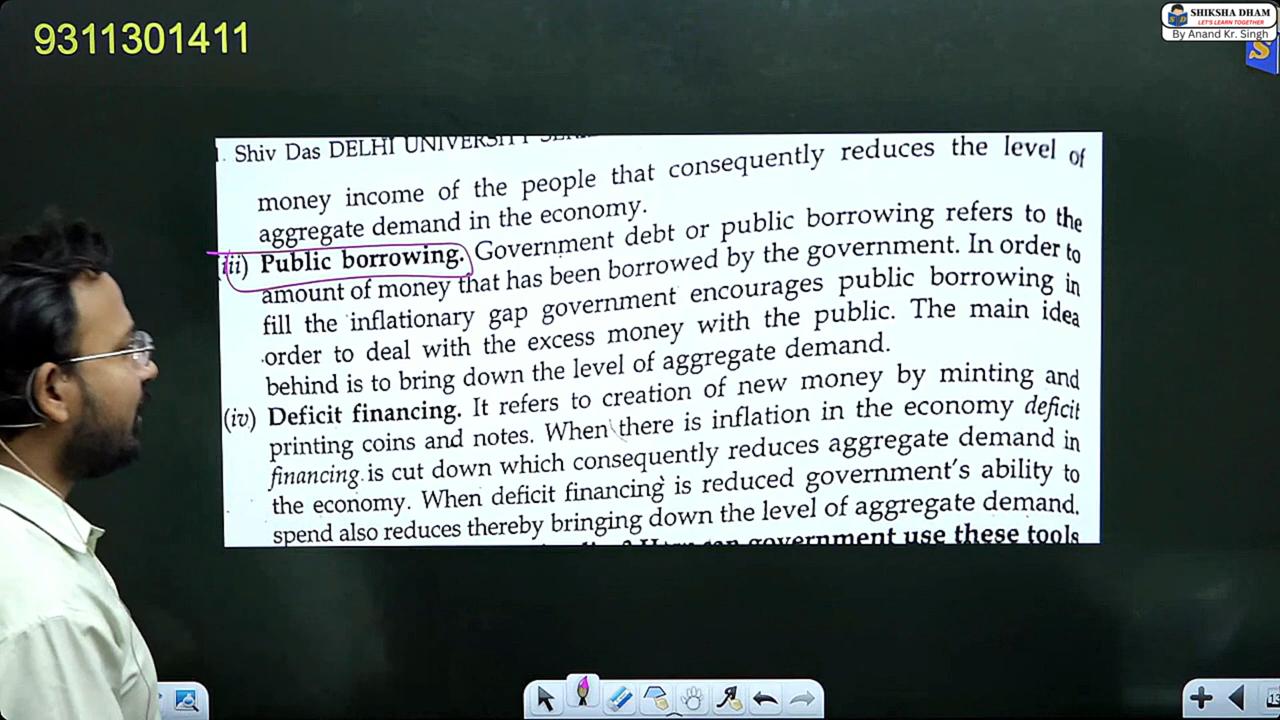 9311301411
SHIKSHA DHAM
LET'S LEARN TOGETHER
By Anand Kr. Singh
S
. Shiv Das DELHI UNIVERSITY
money income of the people that consequently reduces the level of
aggregate demand in the economy.
(iii) Public borrowing. Government debt or public borrowing refers to the
amount of money that has been borrowed by the government. In order to
fill the inflationary gap government encourages public borrowing in
order to deal with the excess money with the public. The main idea
behind is to bring down the level of aggregate demand.
(iv) Deficit financing. It refers to creation of new money by minting and
printing coins and notes. When there is inflation in the economy deficit
financing is cut down which consequently reduces aggregate demand in
the economy. When deficit financing is reduced government's ability to
spend also reduces thereby bringing down the level of aggregate demand.
government use these tools